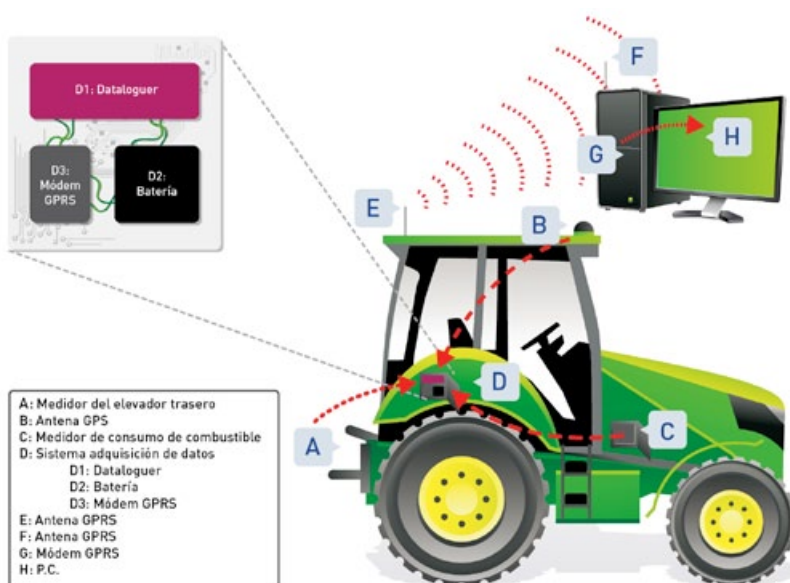 D1: Dataloguer
D3:
Módem
GPRS
D2:
Batería
F
G
H
E
B
D
A
C
A: Medidor del elevador trasero
B: Antena GPS
C: Medidor de consumo de combustible
D: Sistema adquisición de datos
D1: Dataloguer
D2: Batería
D3: Módem GPRS
E: Antena GPRS
F: Antena GPRS
G: Módem GPRS
H: P.C.